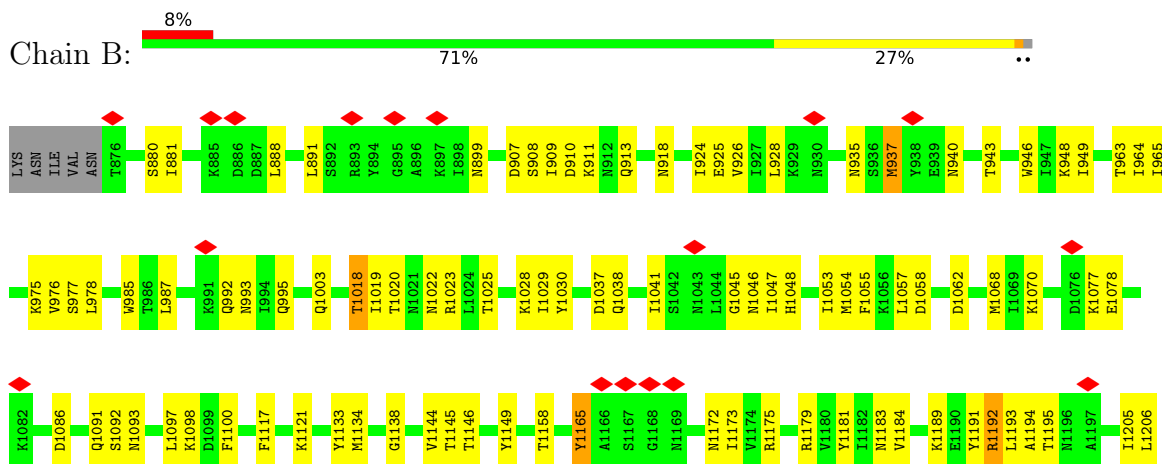 8%
Chain B:
71% 27% ••
LYS ASN ILE VAL ASN T876 S880 I881 K885 D886 D887 L888 L891 S892 R893 Y894 G895 A896 K897 I898 N899 D907 S908 I909 D910 K911 N912 Q913 N918 I924 E925 V926 I927 L928 K929 N930 N935 S936 M937 Y938 E939 N940 T943 W946 I947 K948 I949 T963 I964 I965
K975 V976 S977 L978 W985 T986 L987 K991 Q992 N993 I994 Q995 Q1003 T1018 I1019 T1020 N1021 N1022 R1023 L1024 T1025 K1028 I1029 Y1030 D1037 Q1038 I1041 S1042 N1043 L1044 G1045 N1046 I1047 H1048 I1053 M1054 F1055 K1056 L1057 D1058 D1062 M1068 I1069 K1070 D1076 K1077 E1078
K1082 D1086 Q1091 S1092 N1093 L1097 K1098 D1099 F1100 F1117 K1121 Y1133 M1134 G1138 V1144 T1145 T1146 Y1149 T1158 Y1165 A1166 S1167 G1168 N1169 N1172 I1173 V1174 R1175 R1179 V1180 Y1181 I1182 N1183 V1184 K1189 E1190 Y1191 R1192 L1193 A1194 T1195 N1196 A1197 I1205 L1206